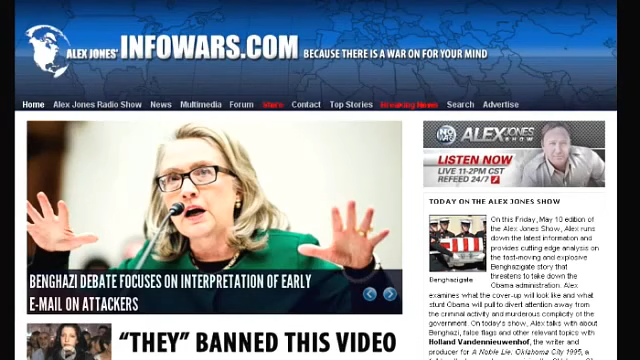 ALEX JONES' INFOWARS.COM BECAUSE THERE IS A WAR ON FOR YOUR MIND
Home Alex Jones Radio Show News Multimedia Forum Store Contact Top Stories Breaking News Search Advertise
BENGHAZI DEBATE FOCUSES ON INTERPRETATION OF EARLY
E-MAIL ON ATTACKERS
"THEY" BANNED THIS VIDEO
ALEX JONES
SHOW
LISTEN NOW
LIVE 11-2PM CST
REFEED 24/7
TODAY ON THE ALEX JONES SHOW
On this Friday, May 10 edition of
the Alex Jones Show, Alex runs
down the latest information and
provides cutting edge analysis on
the fast-moving and explosive
Benghazigate story that
threatens to take down the
Benghazigate
Obama administration. Alex
examines what the cover-up will look like and what
stunt Obama will pull to divert attention away from
the criminal activity and murderous complicity of the
government. On today's show, Alex talks with about
Benghazi, false flags and other relevant topics with
Holland Vandennieuwenhof, the writer and
producer for A Noble Lie, Oklahoma City 1995, a